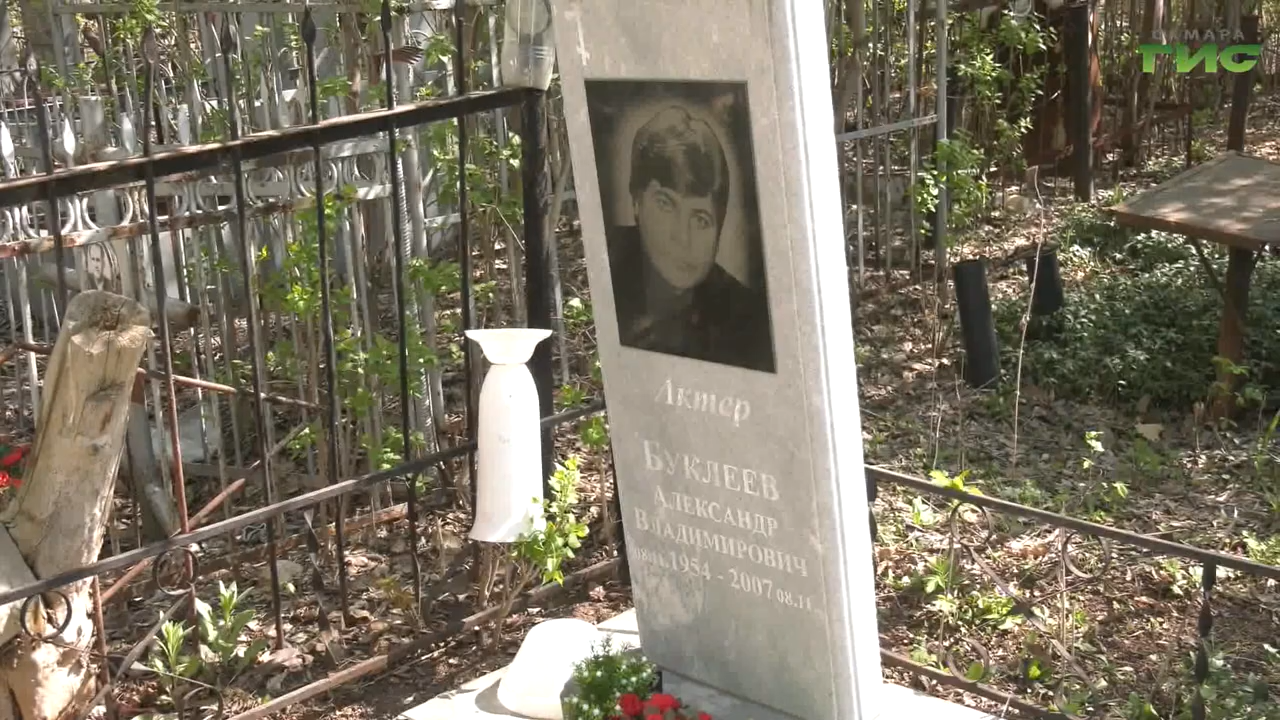 САМАРА
ГИС
Актер
БУКЛЕЕВ
АЛЕКСАНДР
ВЛАДИМИРОВИЧ
1954 - 2007 08.11